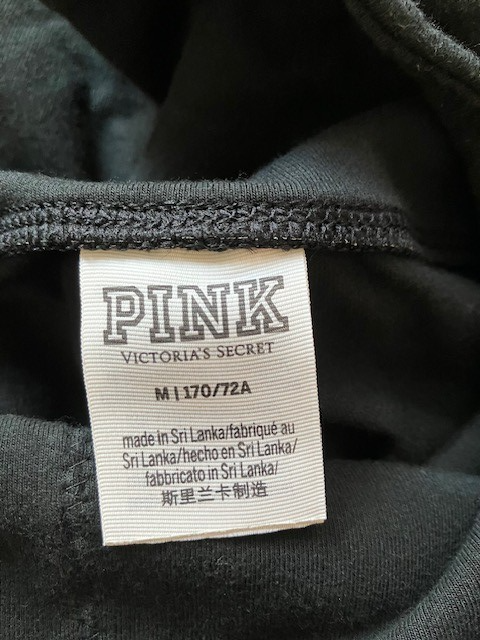 PINK
VICTORIA'S SECRET
M | 170/72A
made in Sri Lanka/fabriqué au
Sri Lanka/hecho en Sri Lanka/
fabbricato in Sri Lanka/
斯里兰卡制造